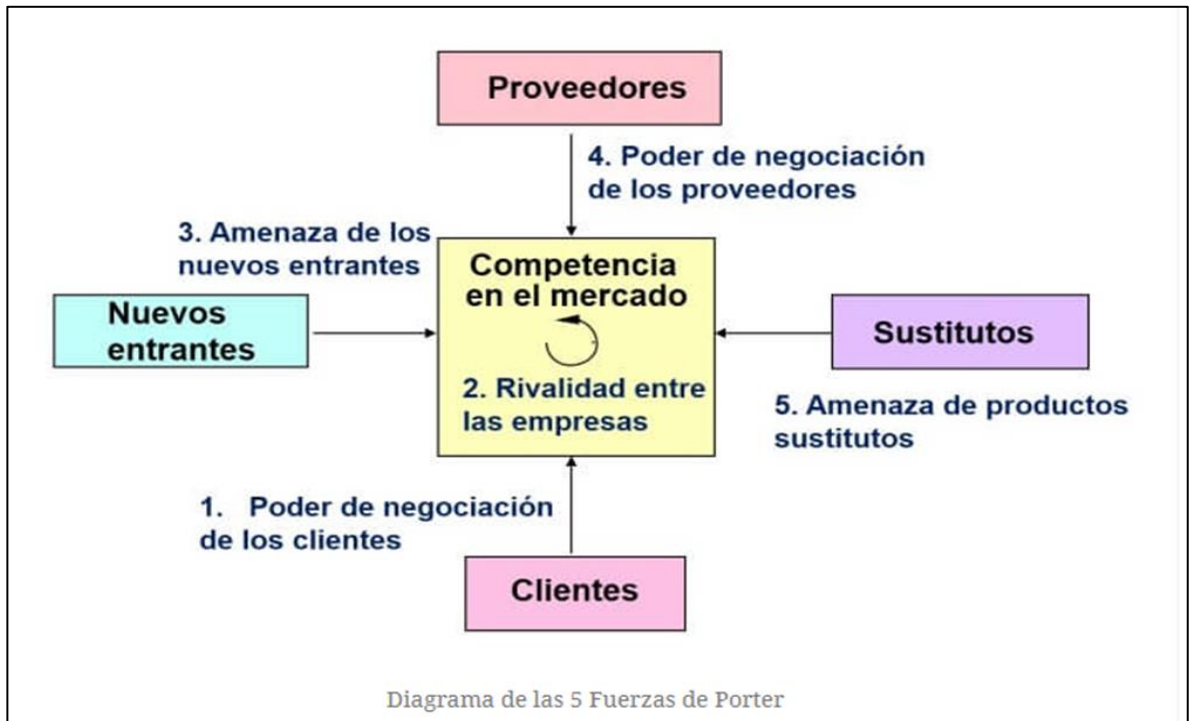 Proveedores
4. Poder de negociación
de los proveedores
3. Amenaza de los
nuevos entrantes
Competencia
en el mercado
Nuevos
entrantes
Sustitutos
2. Rivalidad entre
las empresas
5. Amenaza de productos
sustitutos
1. Poder de negociación
de los clientes
Clientes
Diagrama de las 5 Fuerzas de Porter